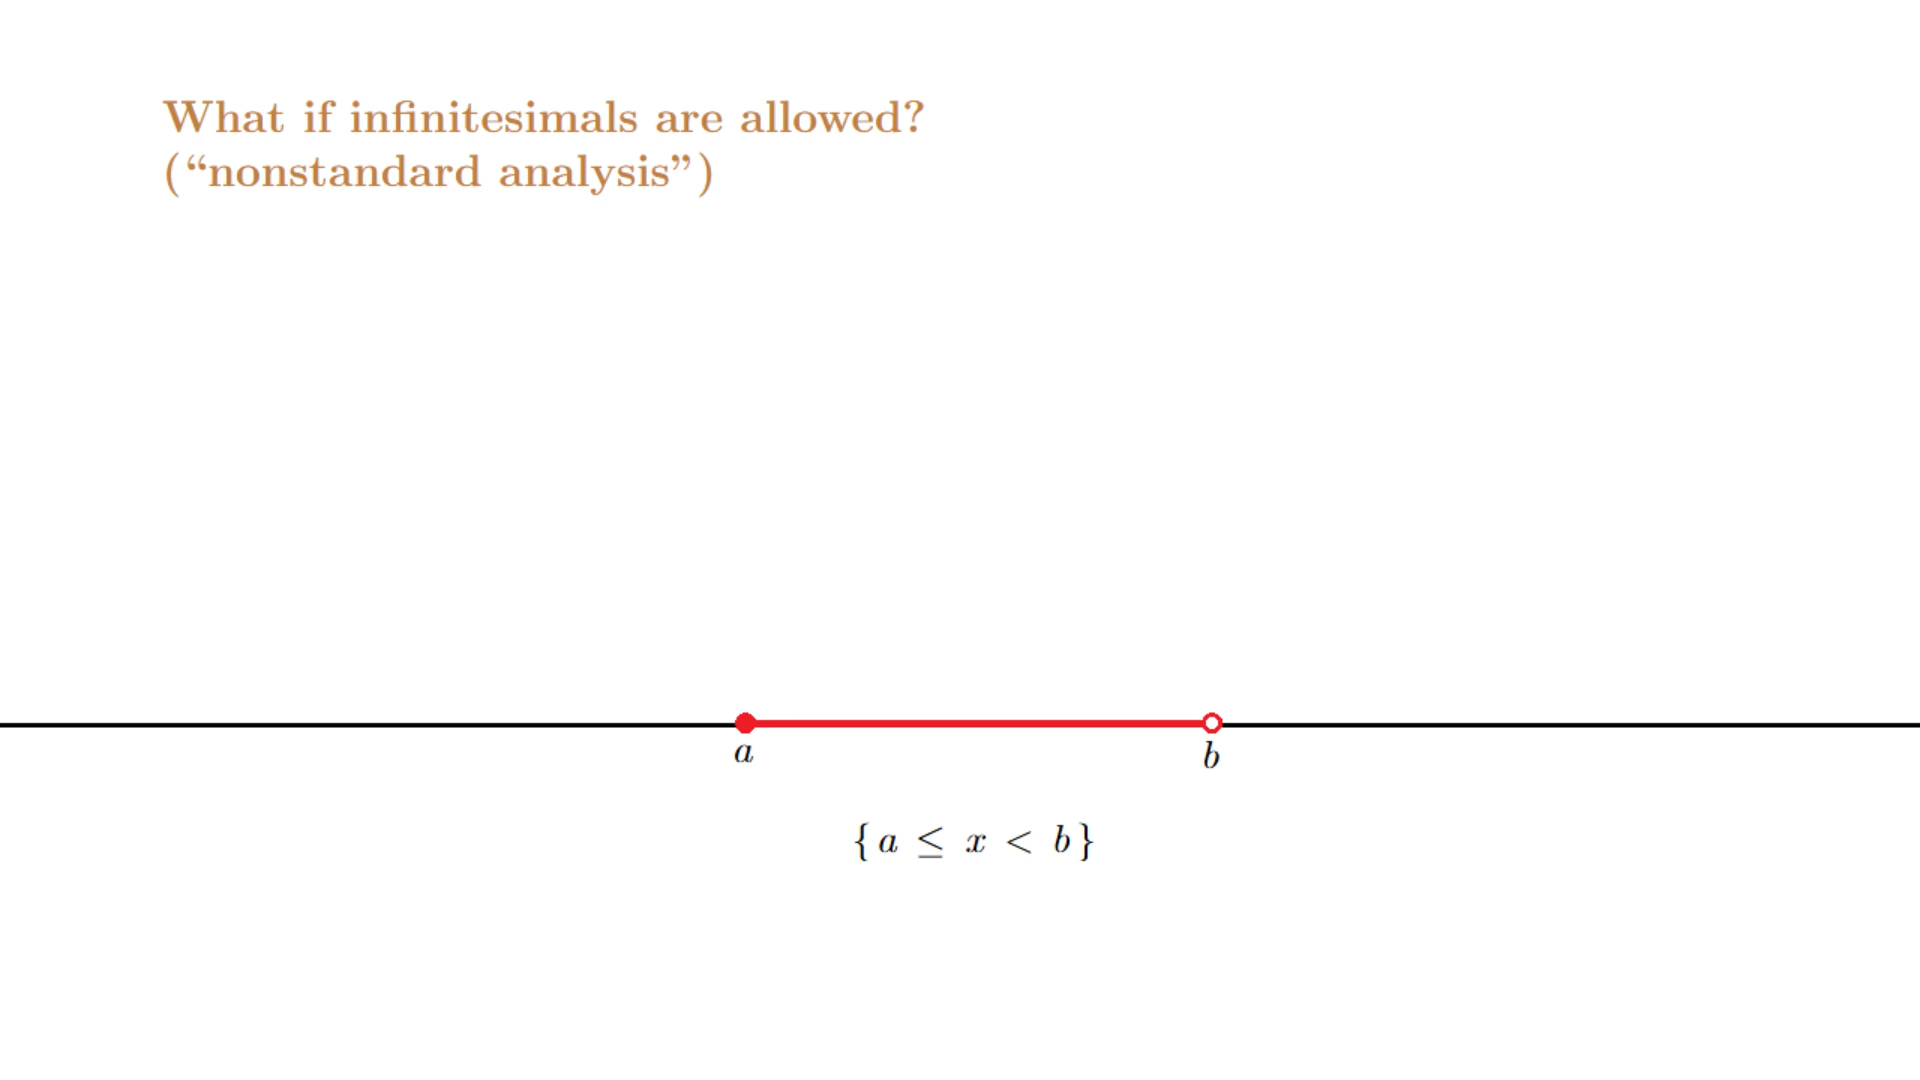 What if infinitesimals are allowed?
(“nonstandard analysis”)
a b
{ a ≤ x < b }